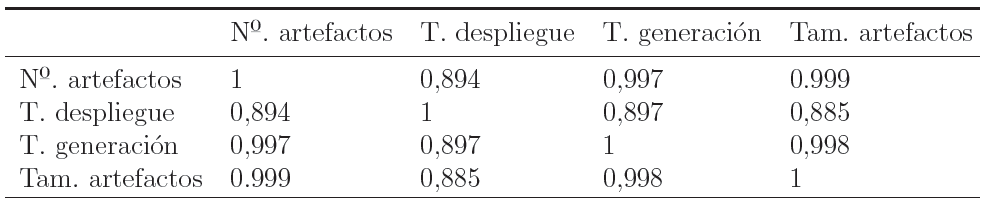 Nº. artefactos T. despliegue T. generación Tam. artefactos
Nº. artefactos 1 0,894 0,997 0.999
T. despliegue 0,894 1 0,897 0,885
T. generación 0,997 0,897 1 0,998
Tam. artefactos 0.999 0,885 0,998 1